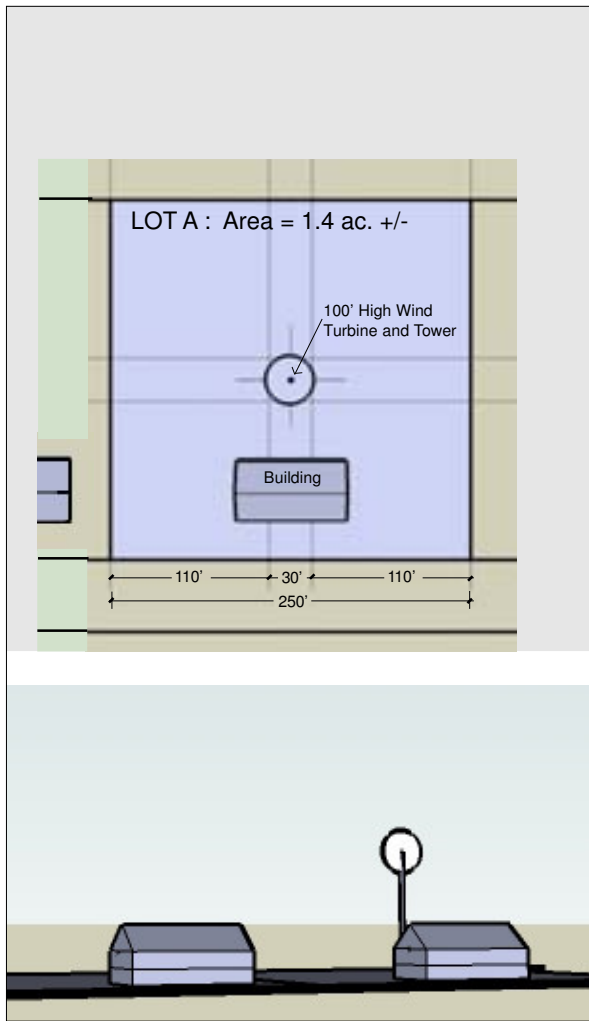 LOT A : Area = 1.4 ac. +/-
100’ High Wind
Turbine and Tower
Building
110’ 30’ 110’
250’